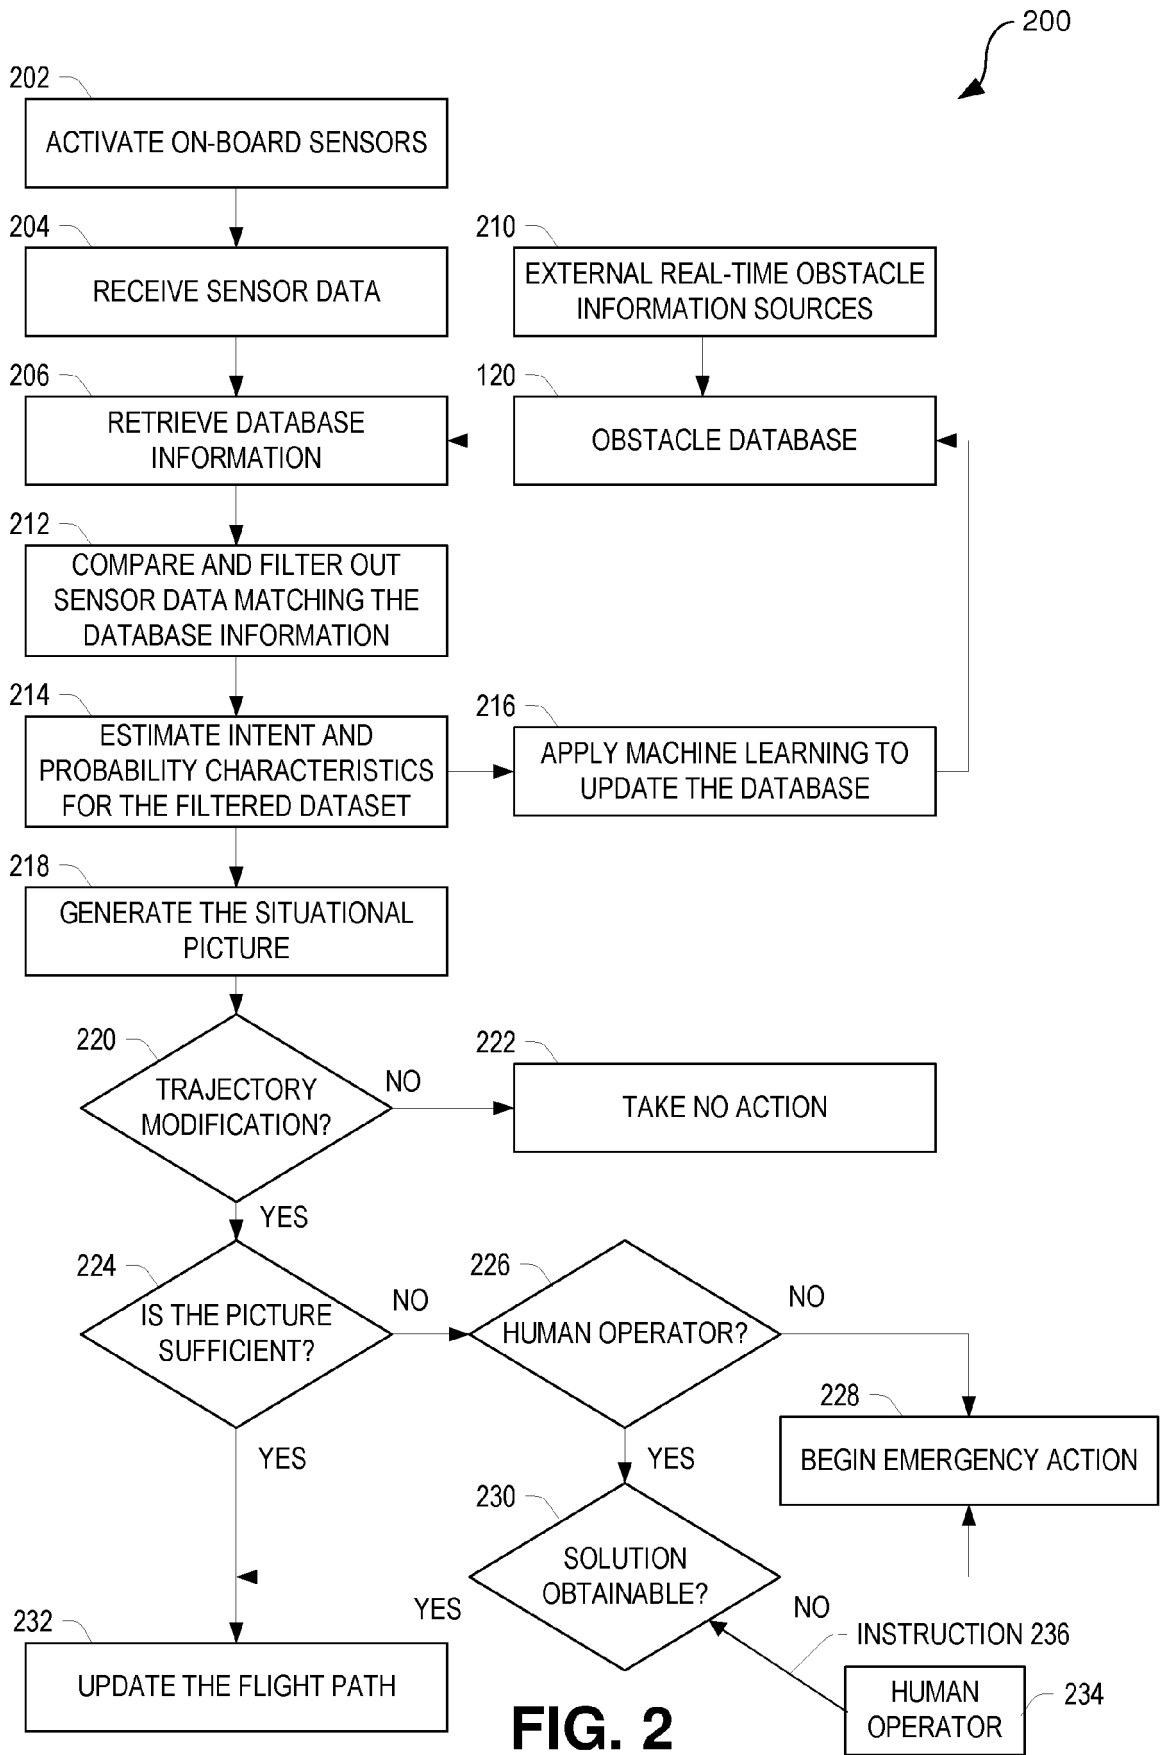 200
202
ACTIVATE ON-BOARD SENSORS
204
RECEIVE SENSOR DATA
210
EXTERNAL REAL-TIME OBSTACLE
INFORMATION SOURCES
206
RETRIEVE DATABASE
INFORMATION
120
OBSTACLE DATABASE
212
COMPARE AND FILTER OUT
SENSOR DATA MATCHING THE
DATABASE INFORMATION
214
ESTIMATE INTENT AND
PROBABILITY CHARACTERISTICS
FOR THE FILTERED DATASET
216
APPLY MACHINE LEARNING TO
UPDATE THE DATABASE
218
GENERATE THE SITUATIONAL
PICTURE
220
TRAJECTORY
MODIFICATION?
NO
222
TAKE NO ACTION
YES
224
IS THE PICTURE
SUFFICIENT?
NO
226
HUMAN OPERATOR?
NO
228
BEGIN EMERGENCY ACTION
YES
YES
230
SOLUTION
OBTAINABLE?
YES
NO
INSTRUCTION 236
232
UPDATE THE FLIGHT PATH
HUMAN
OPERATOR
234
FIG. 2